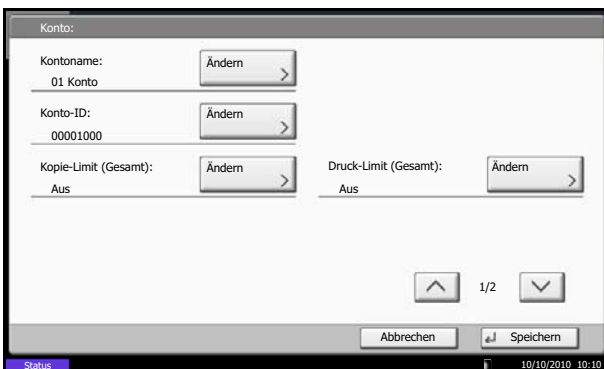 Konto:
Kontoname:
Ändern
01 Konto
Konto-ID:
Ändern
00001000
Kopie-Limit (Gesamt):
Ändern
Aus
Druck-Limit (Gesamt):
Ändern
Aus
1/2
Abbrechen
Speichern
Status
10/10/2010 10:10